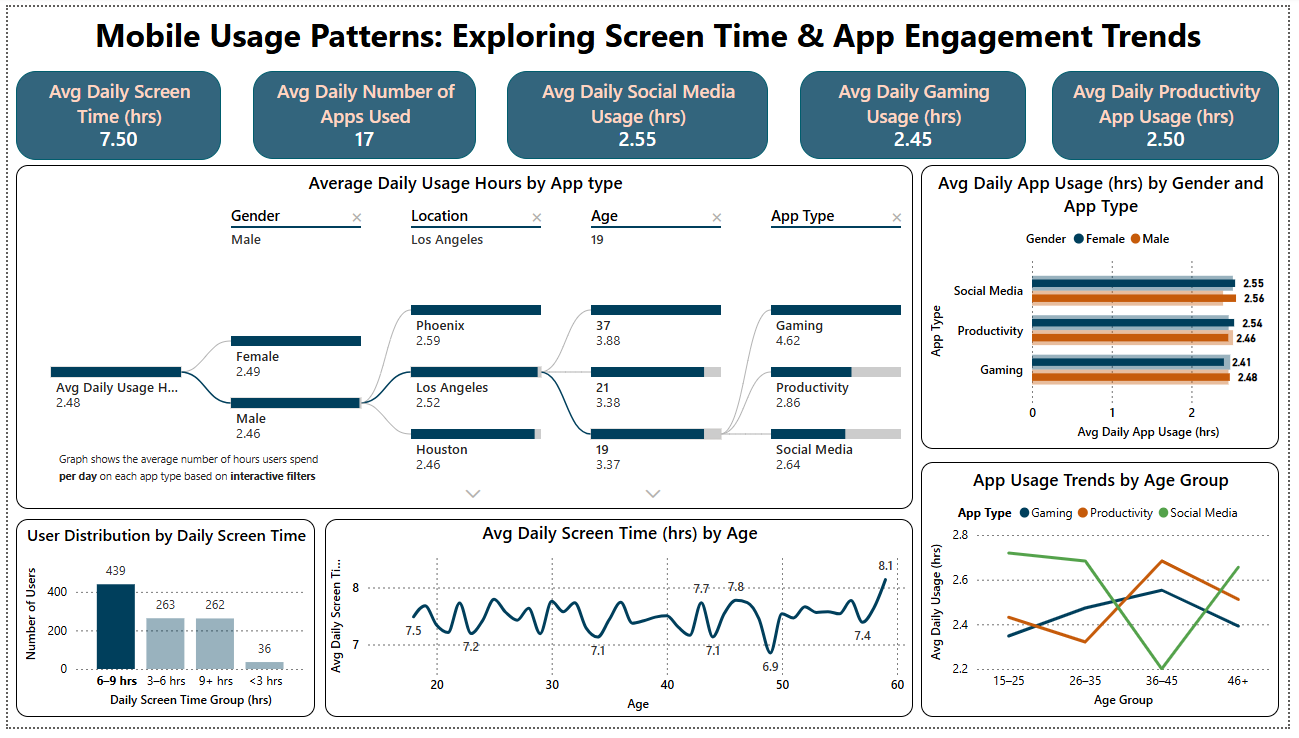 Mobile Usage Patterns: Exploring Screen Time & App Engagement Trends
Avg Daily Screen
Time (hrs)
7.50
Avg Daily Number of
Apps Used
17
Avg Daily Social Media
Usage (hrs)
2.55
Avg Daily Gaming
Usage (hrs)
2.45
Avg Daily Productivity
App Usage (hrs)
2.50
Average Daily Usage Hours by App type
Gender ×
Male
Location ×
Los Angeles
Age ×
19
App Type ×
Avg Daily Usage H...
2.48
Female
2.49
Male
2.46
Phoenix
2.59
Los Angeles
2.52
Houston
2.46
37
3.88
21
3.38
19
3.37
Gaming
4.62
Productivity
2.86
Social Media
2.64
Graph shows the average number of hours users spend
per day on each app type based on interactive filters
Avg Daily App Usage (hrs) by Gender and
App Type
Gender Female Male
App Type
Social Media
2.55
2.56
Productivity
2.54
2.46
Gaming
2.41
2.48
0 1 2
Avg Daily App Usage (hrs)
User Distribution by Daily Screen Time
Number of Users
400
200
0
439
263
262
36
6–9 hrs 3–6 hrs 9+ hrs <3 hrs
Daily Screen Time Group (hrs)
Avg Daily Screen Time (hrs) by Age
Avg Daily Screen Ti...
8
7
7.5
7.2
7.1
7.7
7.1
7.8
6.9
7.4
8.1
20 30 40 50 60
Age
App Usage Trends by Age Group
App Type Gaming Productivity Social Media
Avg Daily Usage (hrs)
2.8
2.6
2.4
2.2
15–25 26–35 36–45 46+
Age Group